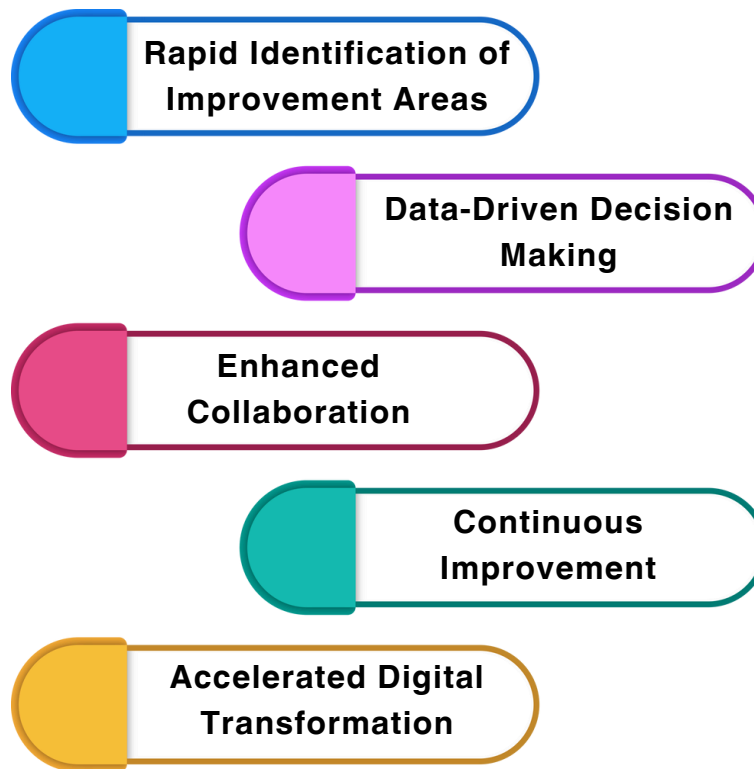 Rapid Identification of
Improvement Areas
Data-Driven Decision
Making
Enhanced
Collaboration
Continuous
Improvement
Accelerated Digital
Transformation